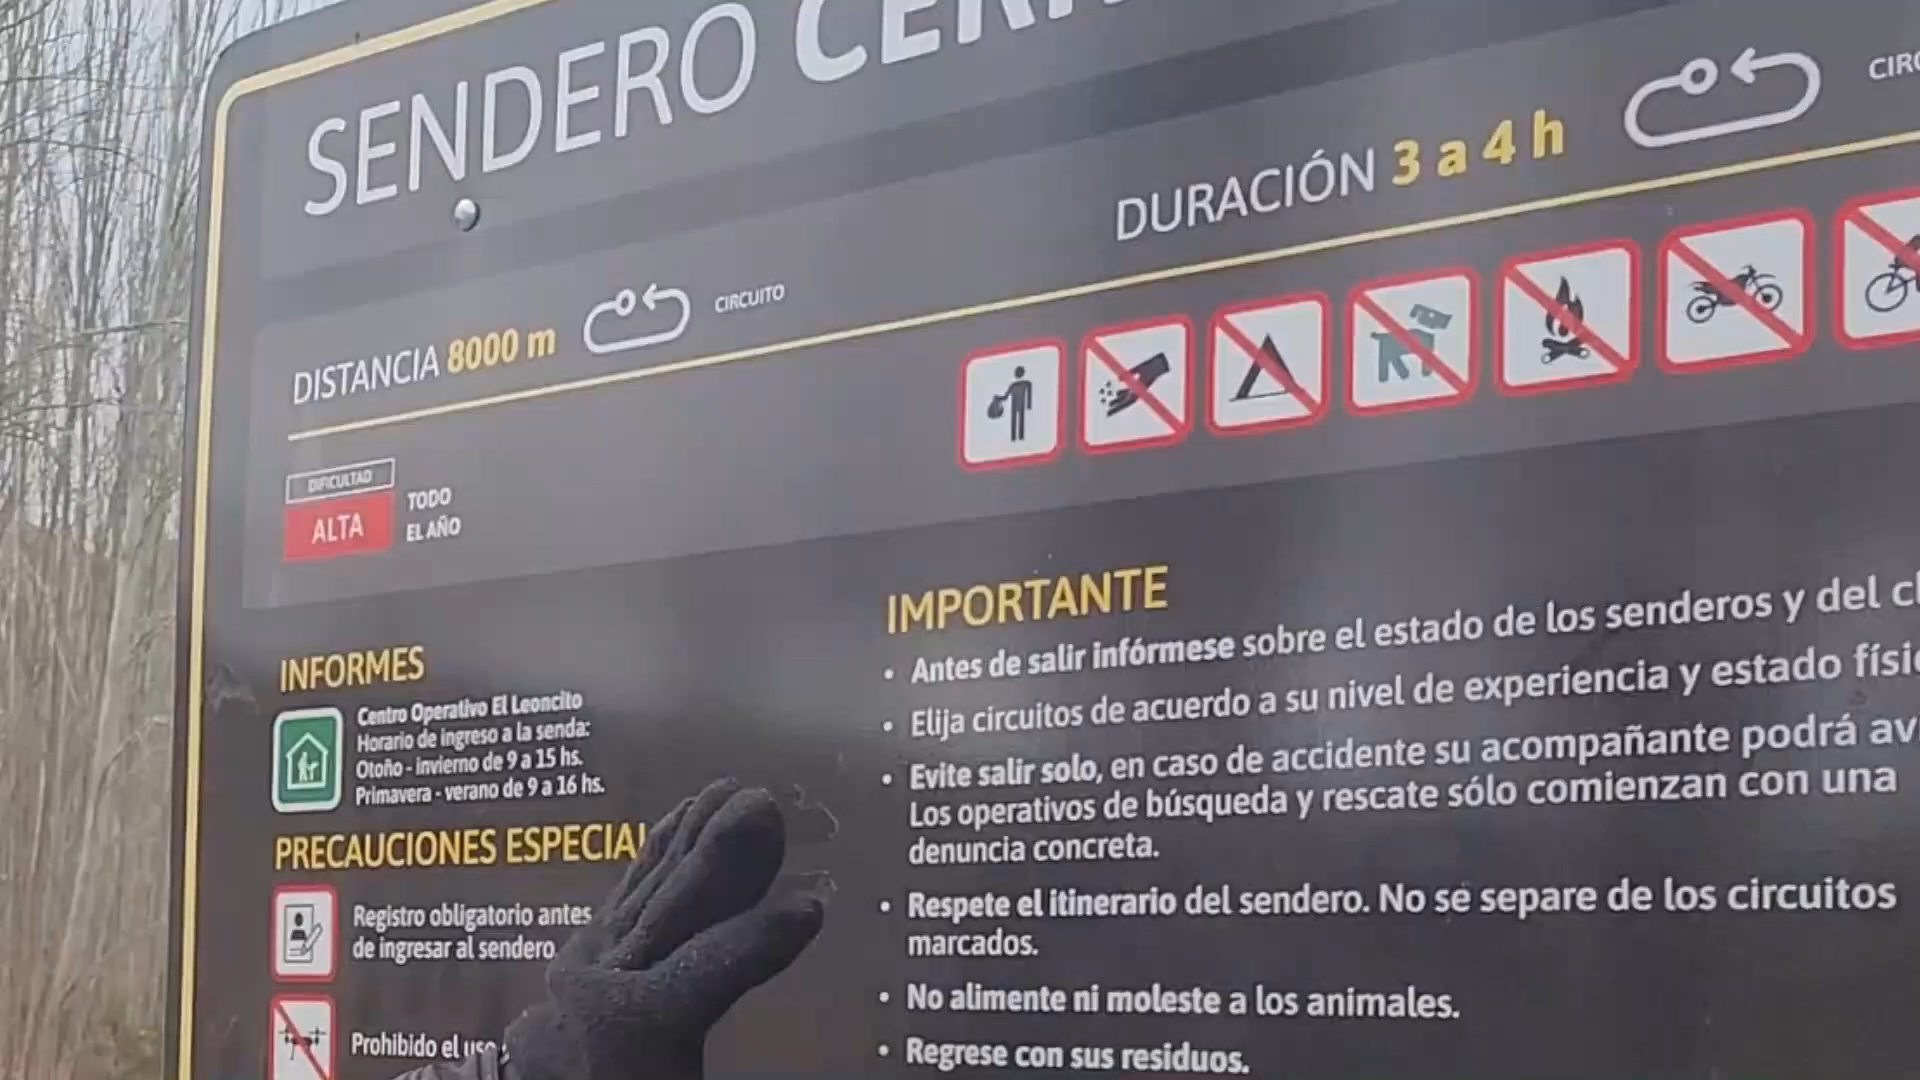 SENDERO
DURACIÓN 3 a 4 h
DISTANCIA 8000 m
CIRCUITO
DIFICULTAD
ALTA
TODO
EL AÑO
INFORMES
Centro Operativo El Leoncito
Horario de ingreso a la senda:
Otoño - invierno de 9 a 15 hs.
Primavera - verano de 9 a 16 hs.
PRECAUCIONES
Registro obligatorio antes
de ingresar al sendero
Prohibido el uso
IMPORTANTE
• Antes de salir infórmese sobre el estado de los senderos y del
• Elija circuitos de acuerdo a su nivel de experiencia y estado
• Evite salir solo, en caso de accidente su acompañante podrá
Los operativos de búsqueda y rescate sólo comienzan con una
denuncia concreta.
• Respete el itinerario del sendero. No se separe de los circuitos
marcados.
• No alimente ni moleste a los animales.
• Regrese con sus residuos.